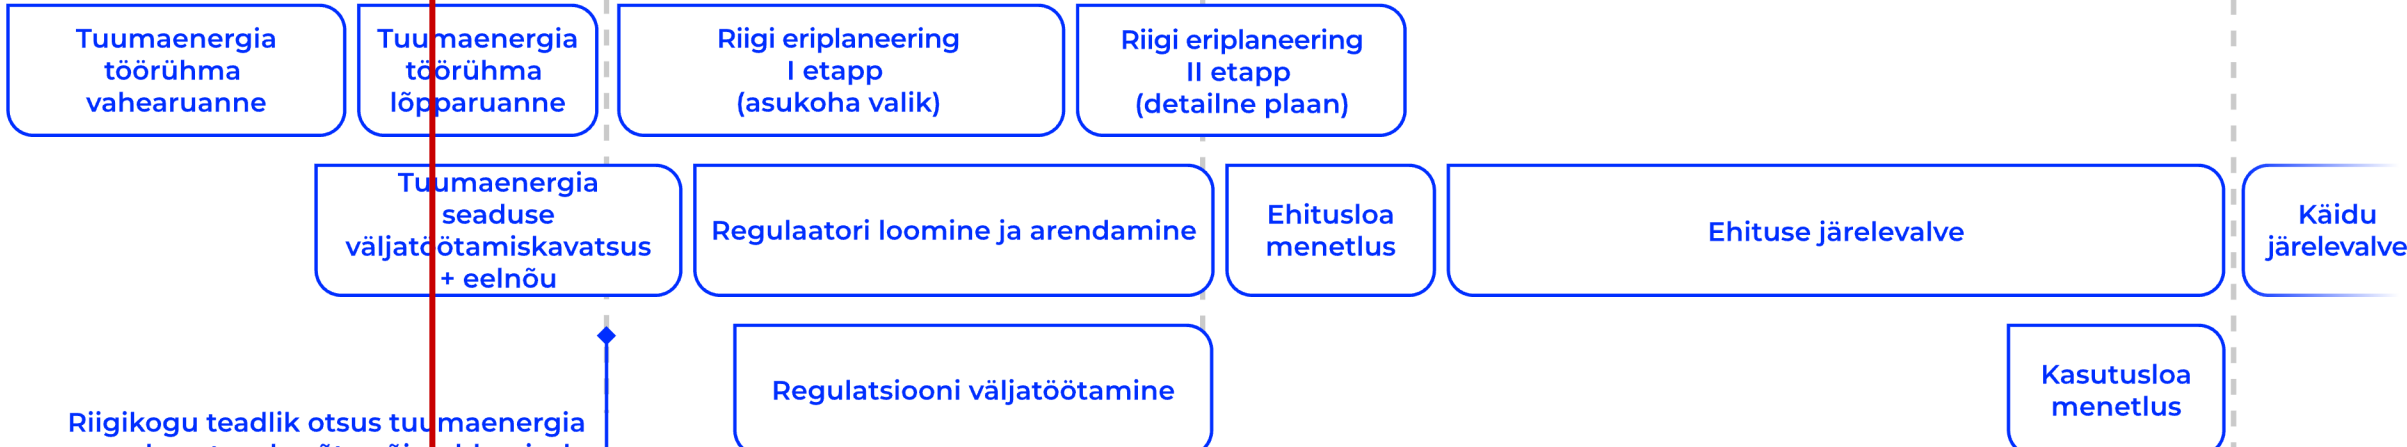 Tuumaenergia
töörühma
vahearuanne
Tuumaenergia
töörühma
lõpparuanne
Riigi eriplaneering
I etapp
(asukoha valik)
Riigi eriplaneering
II etapp
(detailne plaan)
Tuumaenergia
seaduse
väljatöötamiskavatsus
+ eelnõu
Regulaatori loomine ja arendamine
Ehitusloa
menetlus
Ehituse järelevalve
Käidu
järelevalve
Regulatsiooni väljatöötamine
Kasutusloa
menetlus
Riigikogu teadlik otsus tuumaenergia